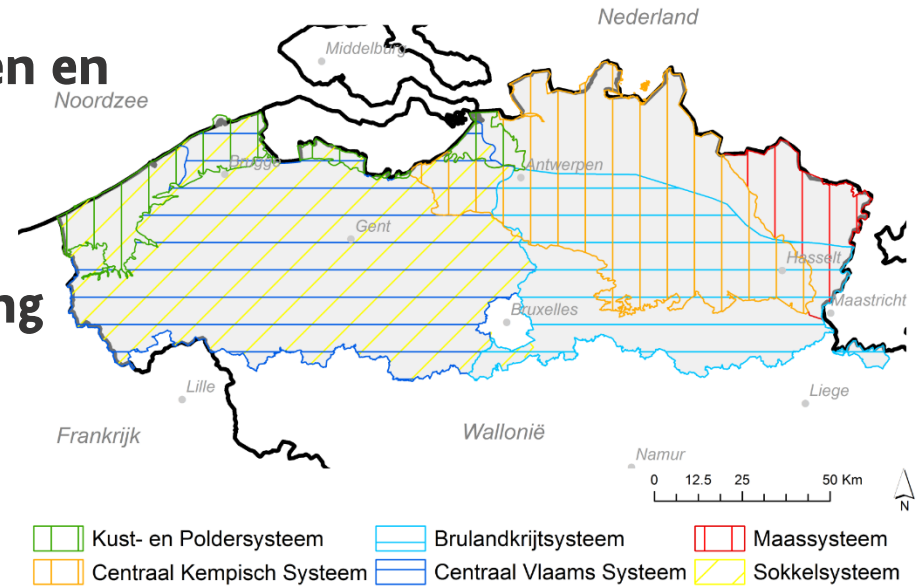 Nederland
en en
Middelburg
Noordzee
Brugge
Antwerpen
Gent
Hasselt
ng
Bruxelles
Maastricht
Lille
Liege
Frankrijk
Wallonië
Namur
0 12.5 25 50 Km
N
Kust- en Poldersysteem
Brulandkrijtsysteem
Maassysteem
Centraal Kempisch Systeem
Centraal Vlaams Systeem
Sokkelsysteem